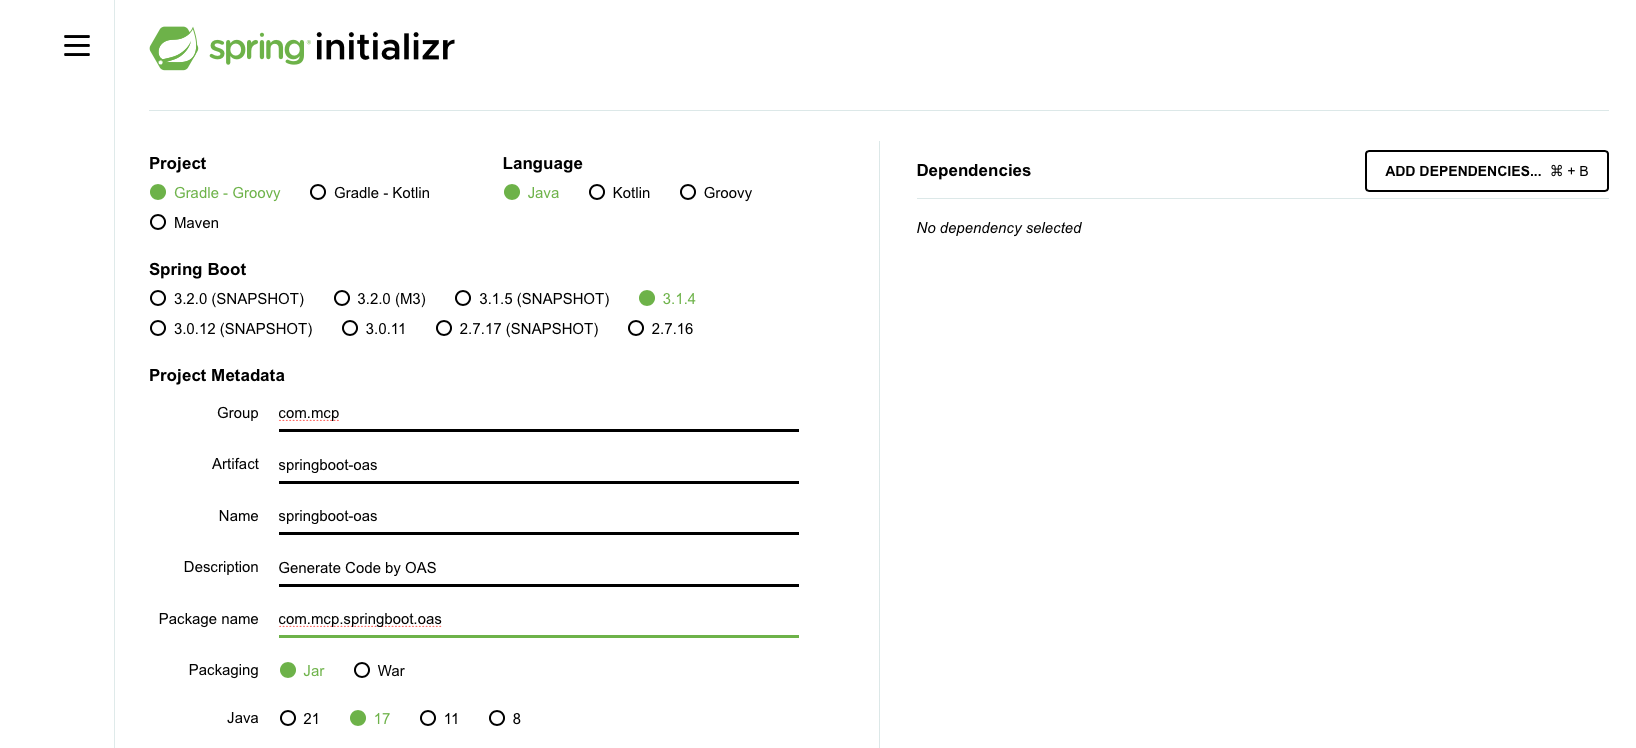 spring initializr
Project
Gradle - Groovy
Gradle - Kotlin
Maven
Language
Java
Kotlin
Groovy
Spring Boot
3.2.0 (SNAPSHOT)
3.2.0 (M3)
3.1.5 (SNAPSHOT)
3.1.4
3.0.12 (SNAPSHOT)
3.0.11
2.7.17 (SNAPSHOT)
2.7.16
Project Metadata
Group com.mcp
Artifact springboot-oas
Name springboot-oas
Description Generate Code by OAS
Package name com.mcp.springboot.oas
Packaging Jar War
Java 21 17 11 8
Dependencies
ADD DEPENDENCIES... ⌘ + B
No dependency selected